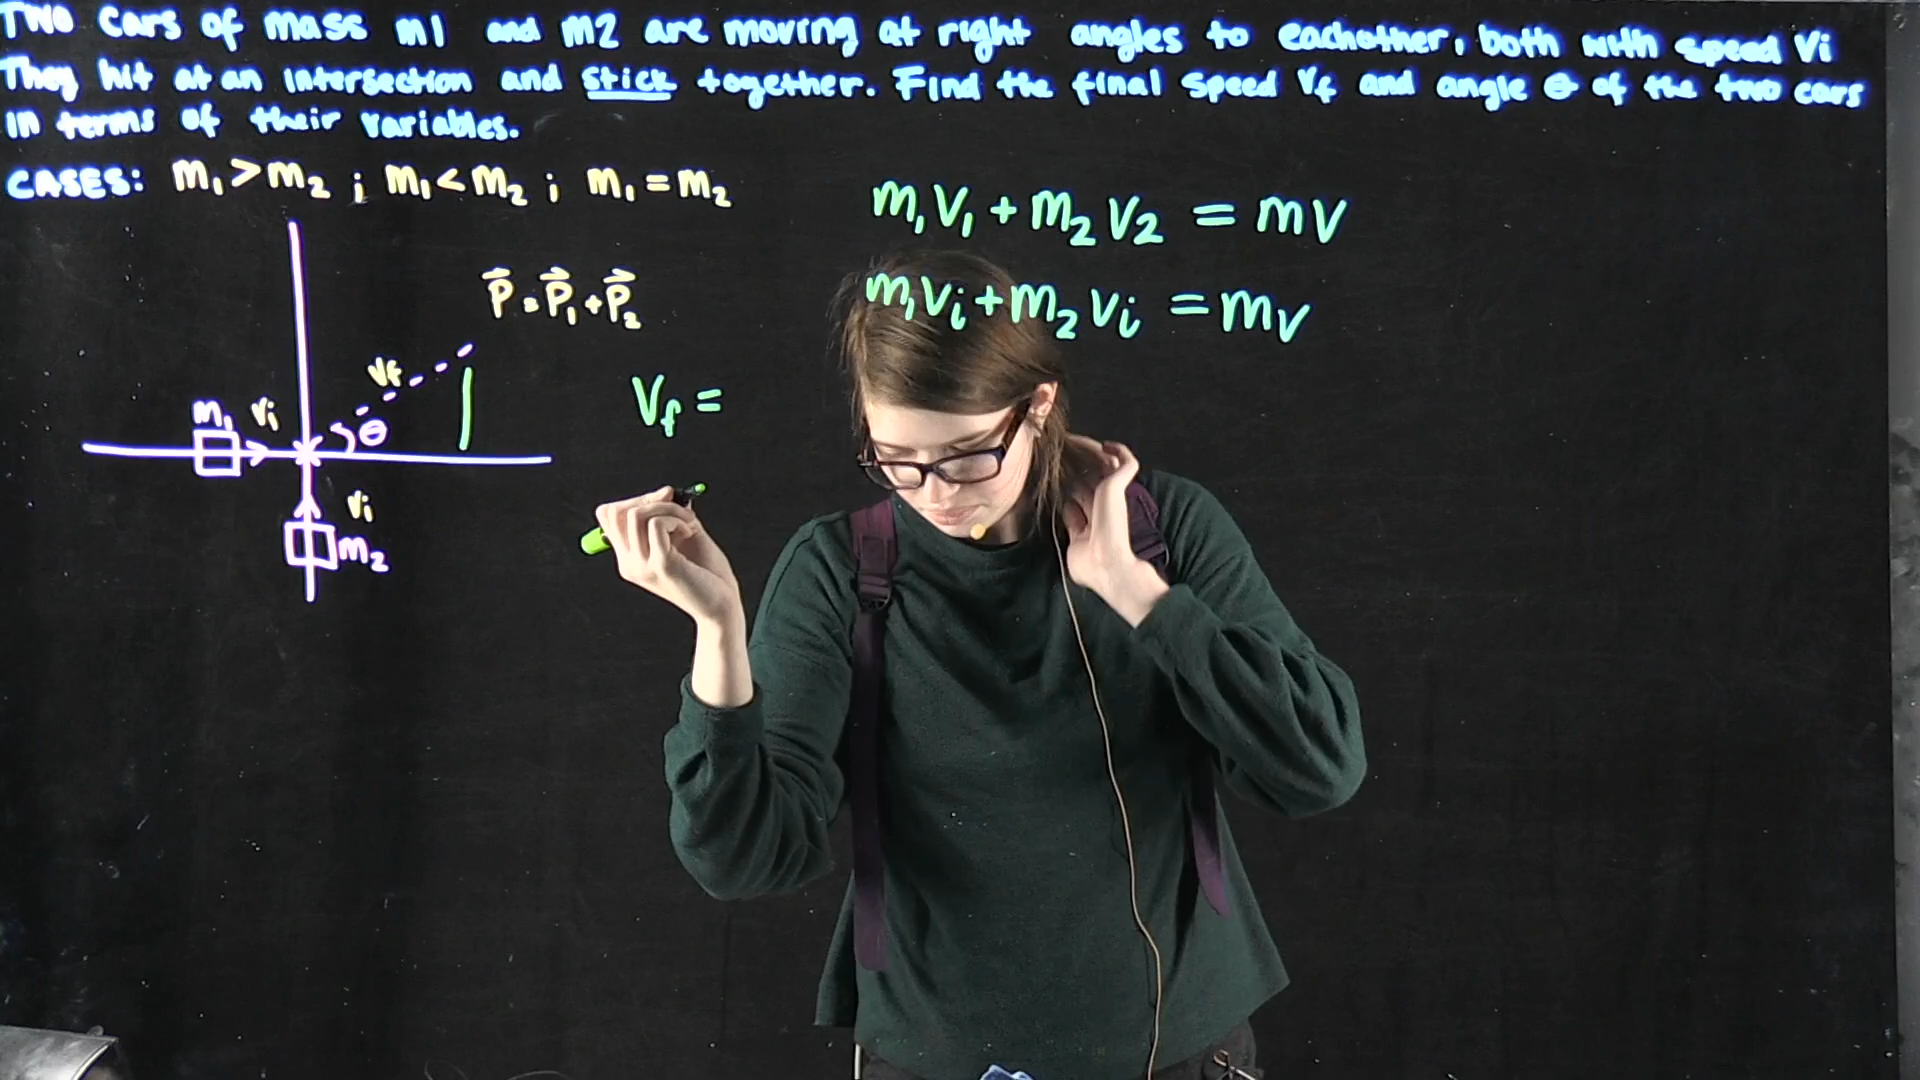 Two cars of mass m1 and m2 are moving at right angles to eachother, both with speed Vi
They hit at an intersection and stick together. Find the final speed Vf and angle θ of the two cars
in terms of their variables.
CASES: m₁ > m₂ ; m₁ < m₂ ; m₁ = m₂
m₁V₁ + m₂V₂ = mV
P⃗ = P⃗₁ + P⃗₂
m₁Vi + m₂Vi = mV
Vf
Vf =
m₁ Vi
θ
Vi
m₂